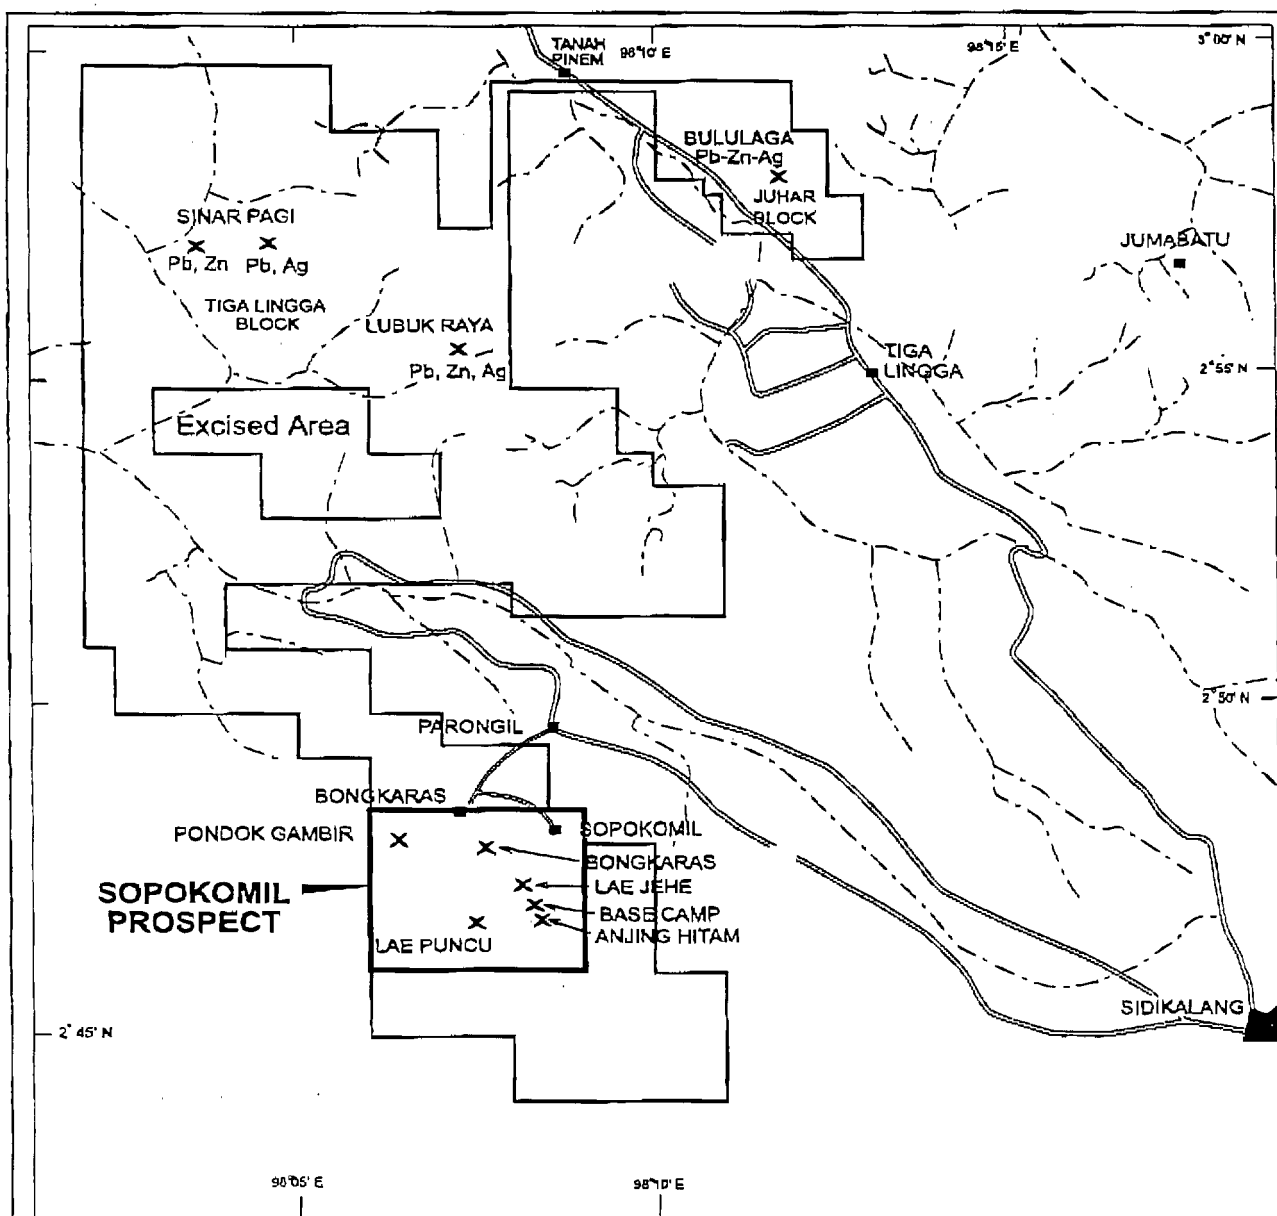 TANAH
PINEM
98°10' E
98°15' E
3°00' N
BULULAGA
Pb-Zn-Ag
JUHAR
BLOCK
SINAR PAGI
Pb, Zn
Pb, Ag
JUMABATU
TIGA LINGGA
BLOCK
LUBUK RAYA
Pb, Zn, Ag
TIGA
LINGGA
2°55' N
Excised Area
2°50' N
PARONGIL
BONGKARAS
PONDOK GAMBIR
SOPOKOMIL
BONGKARAS
SOPOKOMIL
PROSPECT
LAE JEHE
BASE CAMP
ANJING HITAM
LAE PUNCU
SIDIKALANG
2°45' N
98°05' E
98°10' E